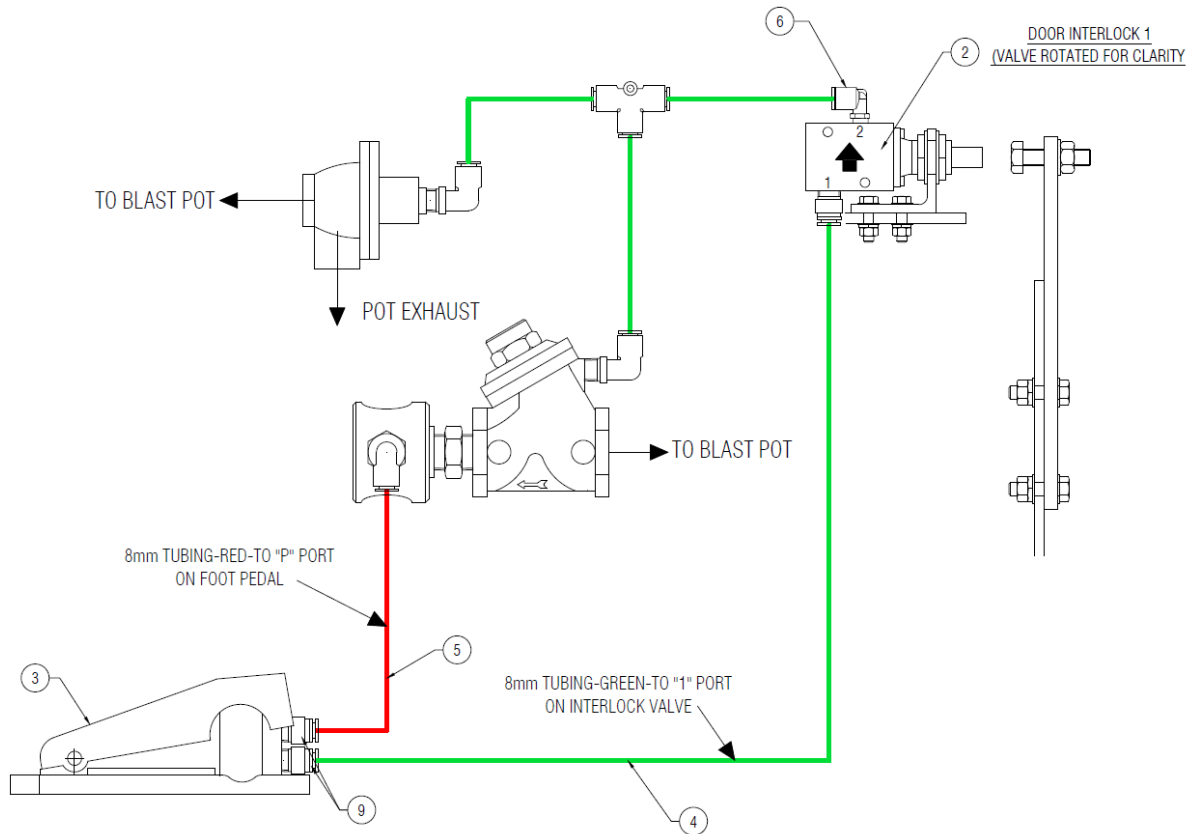 6
DOOR INTERLOCK 1
2
(VALVE ROTATED FOR CLARITY
2
1
TO BLAST POT
POT EXHAUST
TO BLAST POT
8mm TUBING-RED-TO "P" PORT
ON FOOT PEDAL
5
3
8mm TUBING-GREEN-TO "1" PORT
ON INTERLOCK VALVE
9
4